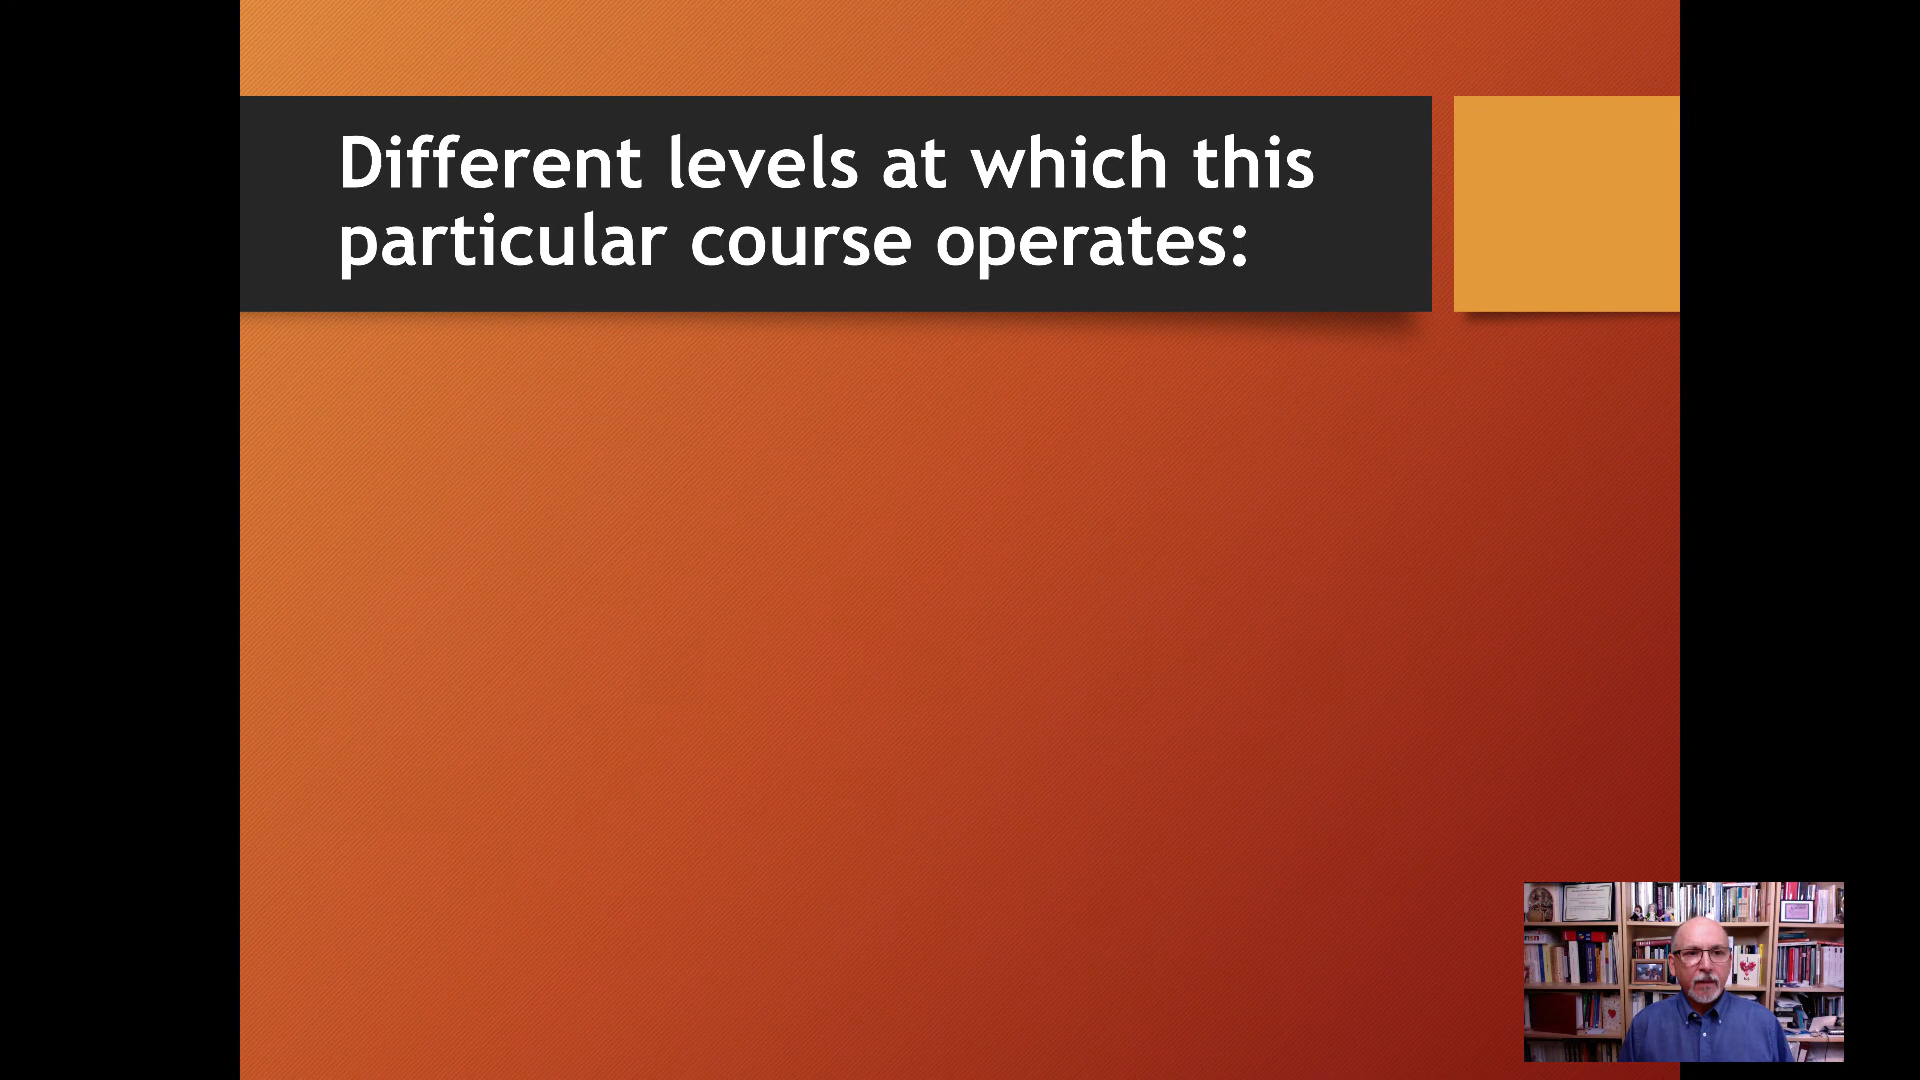 Different levels at which this
particular course operates: